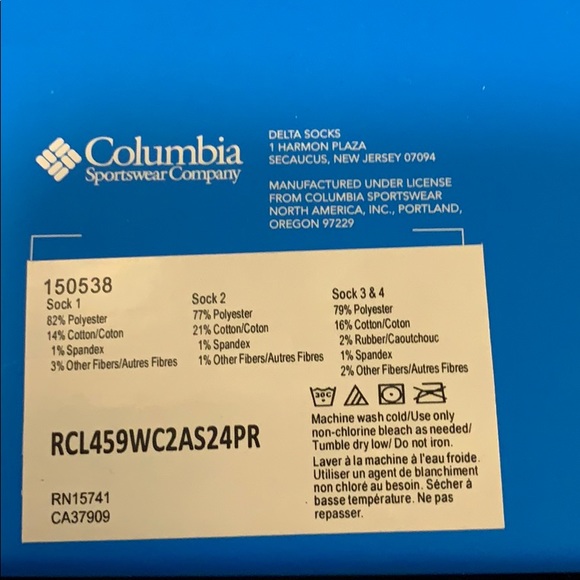 Columbia
Sportswear Company
DELTA SOCKS
1 HARMON PLAZA
SECAUCUS, NEW JERSEY 07094
MANUFACTURED UNDER LICENSE
FROM COLUMBIA SPORTSWEAR
NORTH AMERICA, INC., PORTLAND,
OREGON 97229
150538
Sock 1
82% Polyester
14% Cotton/Coton
1% Spandex
3% Other Fibers/Autres Fibres
Sock 2
77% Polyester
21% Cotton/Coton
1% Spandex
1% Other Fibers/Autres Fibres
Sock 3 & 4
79% Polyester
16% Cotton/Coton
2% Rubber/Caoutchouc
1% Spandex
2% Other Fibers/Autres Fibres
RCL459WC2AS24PR
RN15741
CA37909
30C
Machine wash cold/Use only
non-chlorine bleach as needed/
Tumble dry low/ Do not iron.
Laver à la machine à l'eau froide.
Utiliser un agent de blanchiment
non chloré au besoin. Sécher à
basse température. Ne pas
repasser.